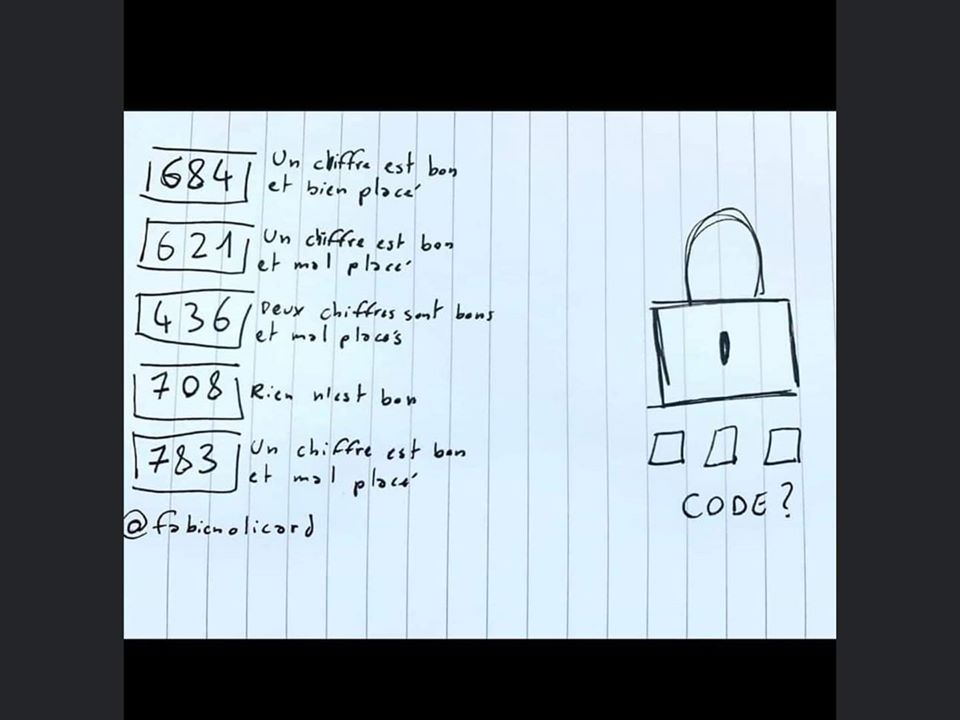 684 Un chiffre est bon
et bien placé
621 Un chiffre est bon
et mal placé
436 Deux chiffres sont bons
et mal placés
708 Rien n'est bon
783 Un chiffre est bon
et mal placé
@fabienolicard
CODE?